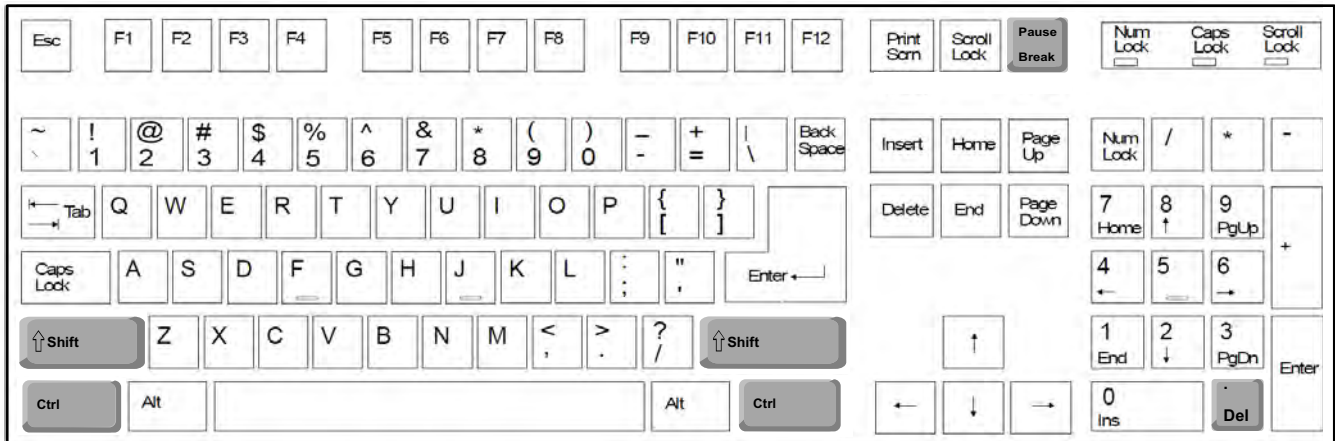 Esc F1 F2 F3 F4 F5 F6 F7 F8 F9 F10 F11 F12 Print Scrn Scroll Lock Pause Break Num Lock Caps Lock Scroll Lock
~ ` ! 1 @ 2 # 3 $ 4 % 5 ^ 6 & 7 * 8 ( 9 ) 0 _ - + = | \ Back Space Insert Home Page Up Num Lock / * -
Tab Q W E R T Y U I O P { [ } ] Delete End Page Down 7 Home 8 ↑ 9 PgUp +
Caps Lock A S D F G H J K L : ; " ' Enter 4 ← 5 6 →
Shift Z X C V B N M < , > . ? / Shift ↑ 1 End 2 ↓ 3 PgDn Enter
Ctrl Alt Alt Ctrl ← ↓ → 0 Ins . Del